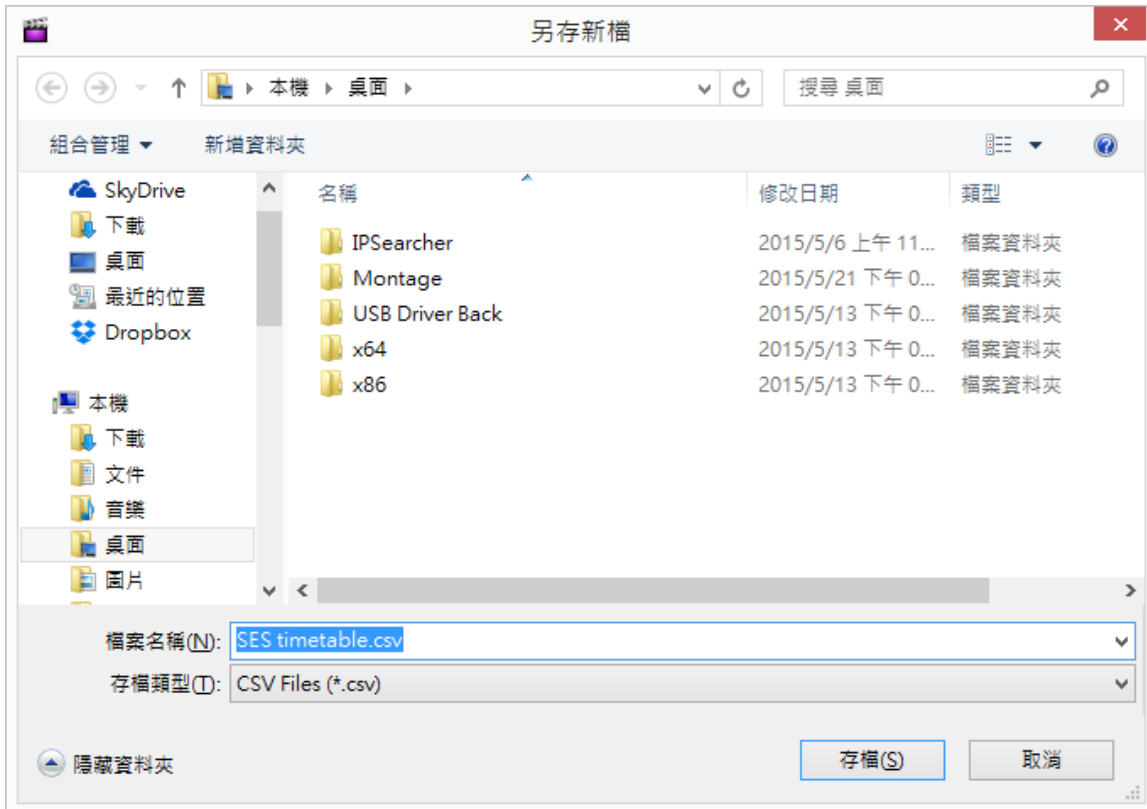 另存新檔
本機 桌面
搜尋 桌面
組合管理 新增資料夾
SkyDrive
下載
桌面
最近的位置
Dropbox
本機
下載
文件
音樂
桌面
圖片
名稱 修改日期 類型
IPSearcher 2015/5/6 上午 11... 檔案資料夾
Montage 2015/5/21 下午 0... 檔案資料夾
USB Driver Back 2015/5/13 下午 0... 檔案資料夾
x64 2015/5/13 下午 0... 檔案資料夾
x86 2015/5/13 下午 0... 檔案資料夾
檔案名稱(N): SES timetable.csv
存檔類型(T): CSV Files (*.csv)
隱藏資料夾 存檔(S) 取消